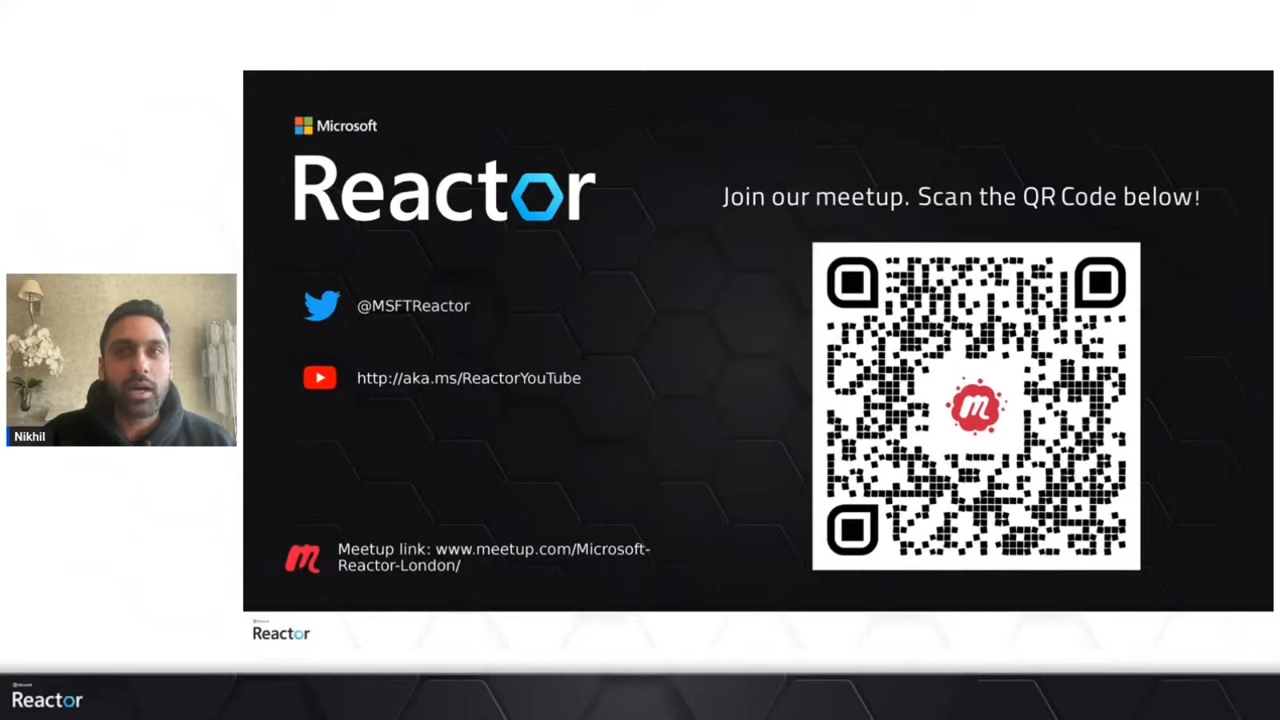 Microsoft
Reactor
Join our meetup. Scan the QR Code below!
@MSFTReactor
http://aka.ms/ReactorYouTube
Nikhil
Meetup link: www.meetup.com/Microsoft-
Reactor-London/
Reactor
Reactor